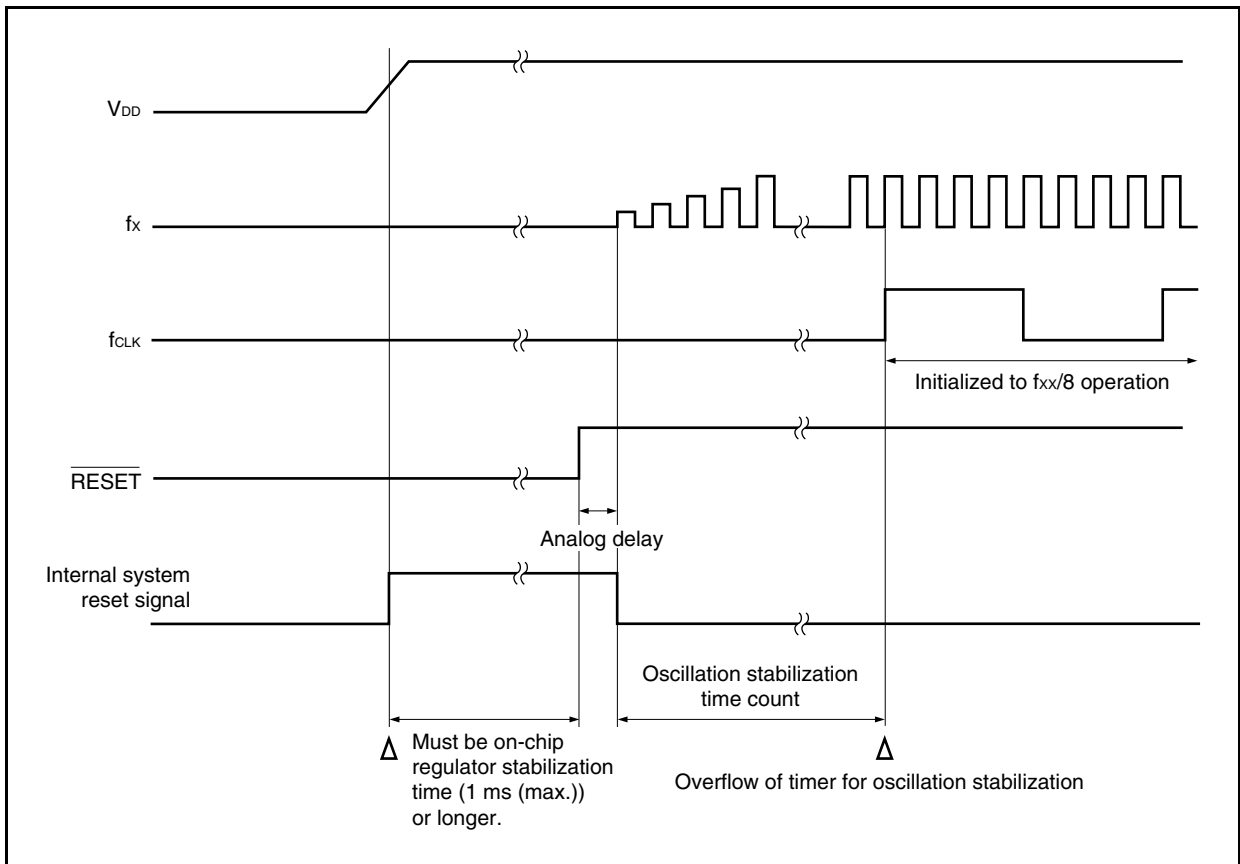 VDD
fX
fCLK
Initialized to fXX/8 operation
RESET
Analog delay
Internal system
reset signal
Oscillation stabilization
time count
Must be on-chip
regulator stabilization
time (1 ms (max.))
or longer.
Overflow of timer for oscillation stabilization